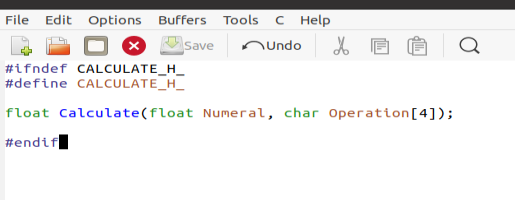 File Edit Options Buffers Tools C Help
Save Undo
#ifndef CALCULATE_H_
#define CALCULATE_H_
float Calculate(float Numeral, char Operation[4]);
#endif